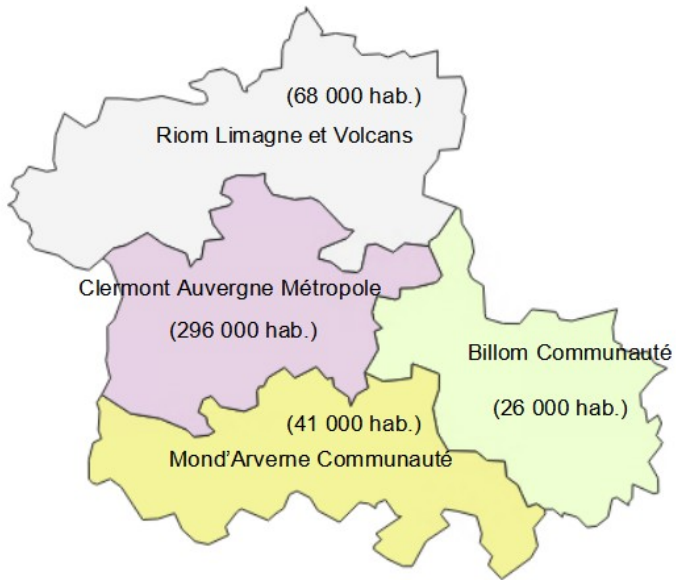 (68 000 hab.)
Riom Limagne et Volcans
Clermont Auvergne Métropole
(296 000 hab.)
Billom Communauté
(26 000 hab.)
(41 000 hab.)
Mond'Arverne Communauté